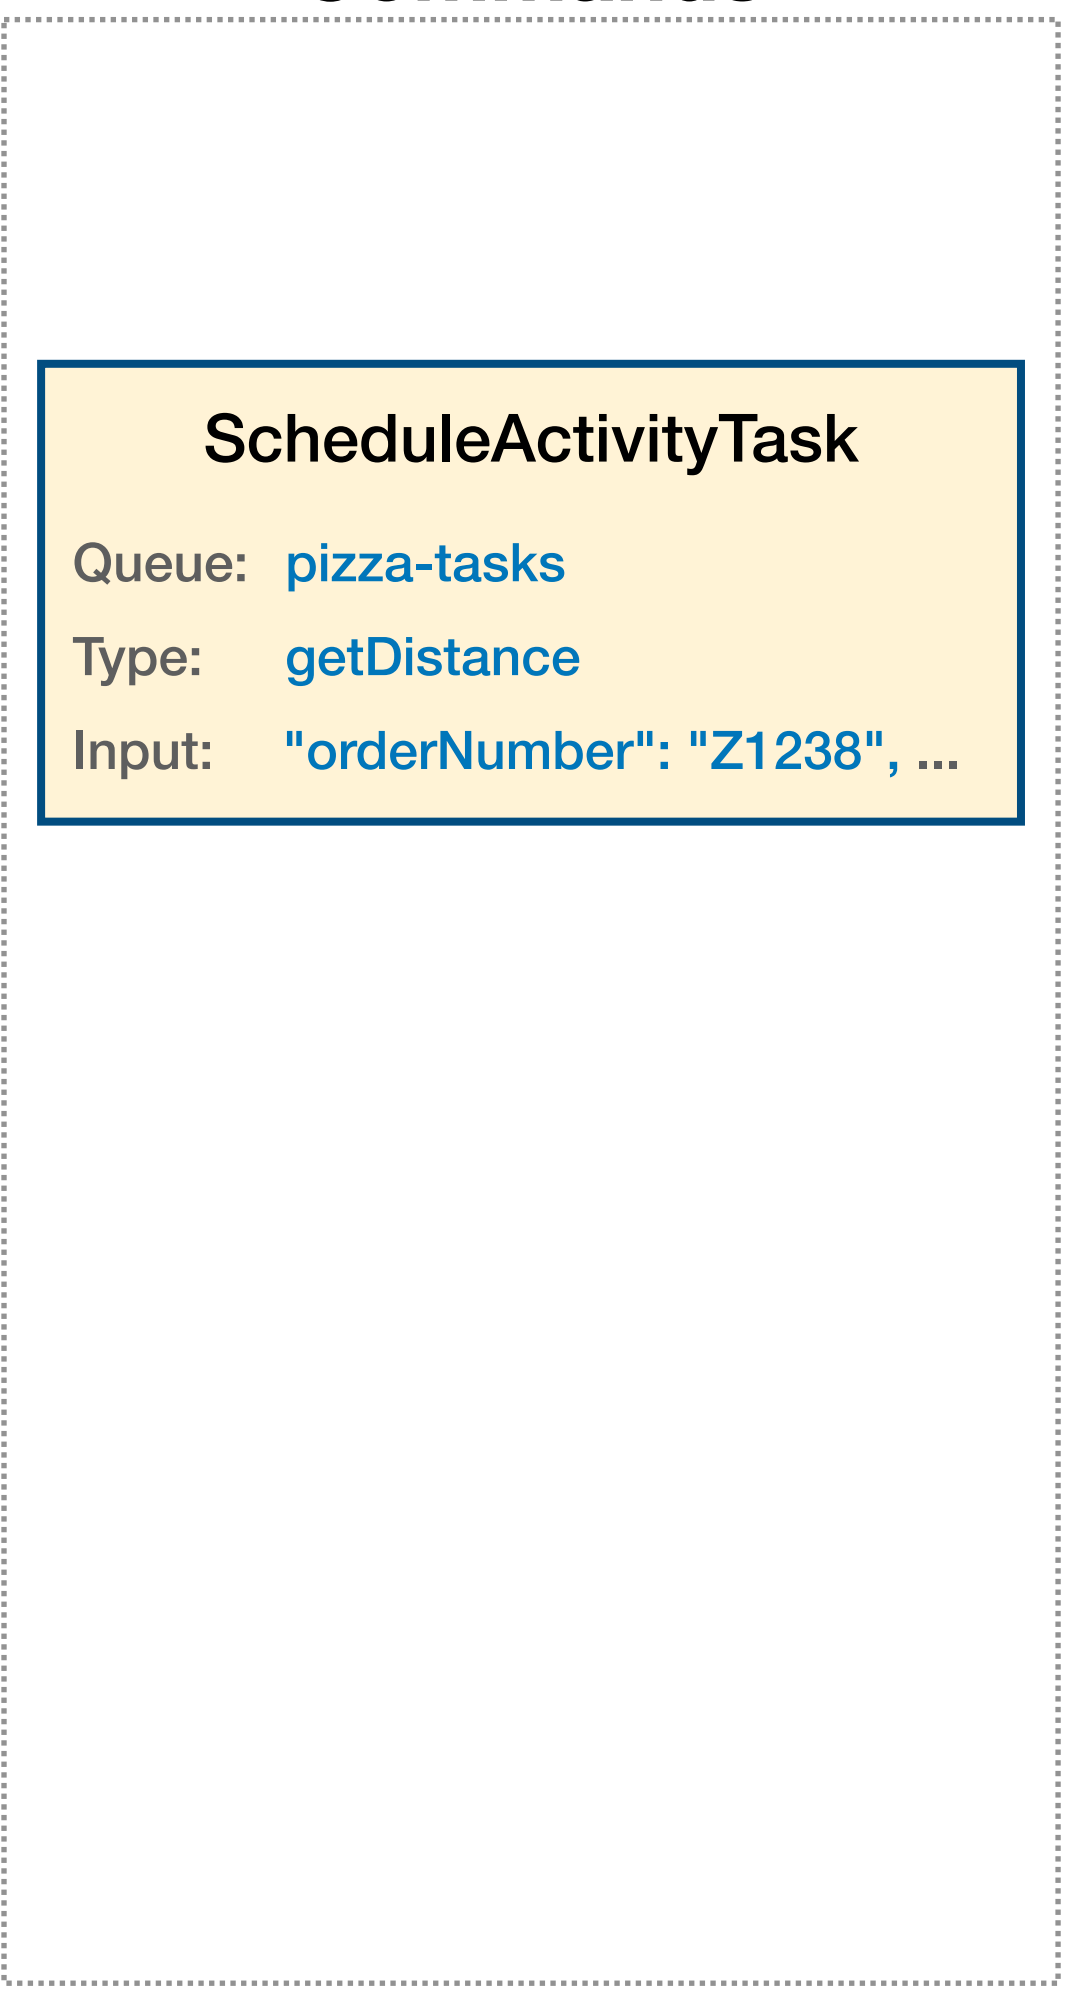 ScheduleActivityTask
Queue: pizza-tasks
Type: getDistance
Input: "orderNumber": "Z1238", ...